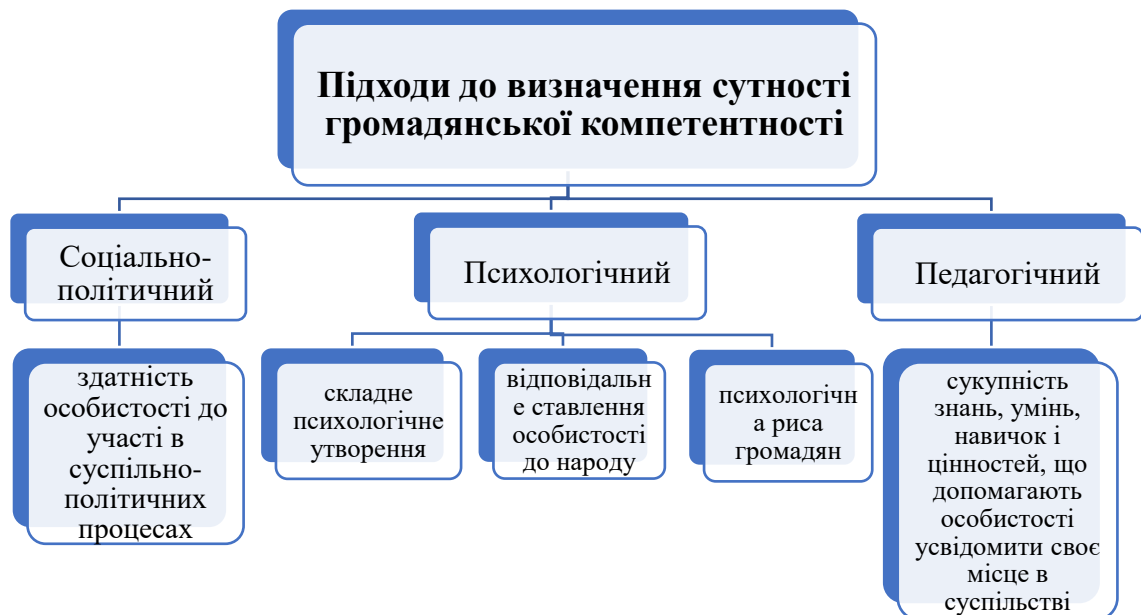 Підходи до визначення сутності
громадянської компетентності
Соціально-
політичний
Психологічний
Педагогічний
здатність
особистості до
участі в
суспільно-
політичних
процесах
складне
психологічне
утворення
відповідальн
е ставлення
особистості
до народу
психологічн
а риса
громадян
сукупність
знань, умінь,
навичок і
цінностей, що
допомагають
особистості
усвідомити своє
місце в
суспільстві